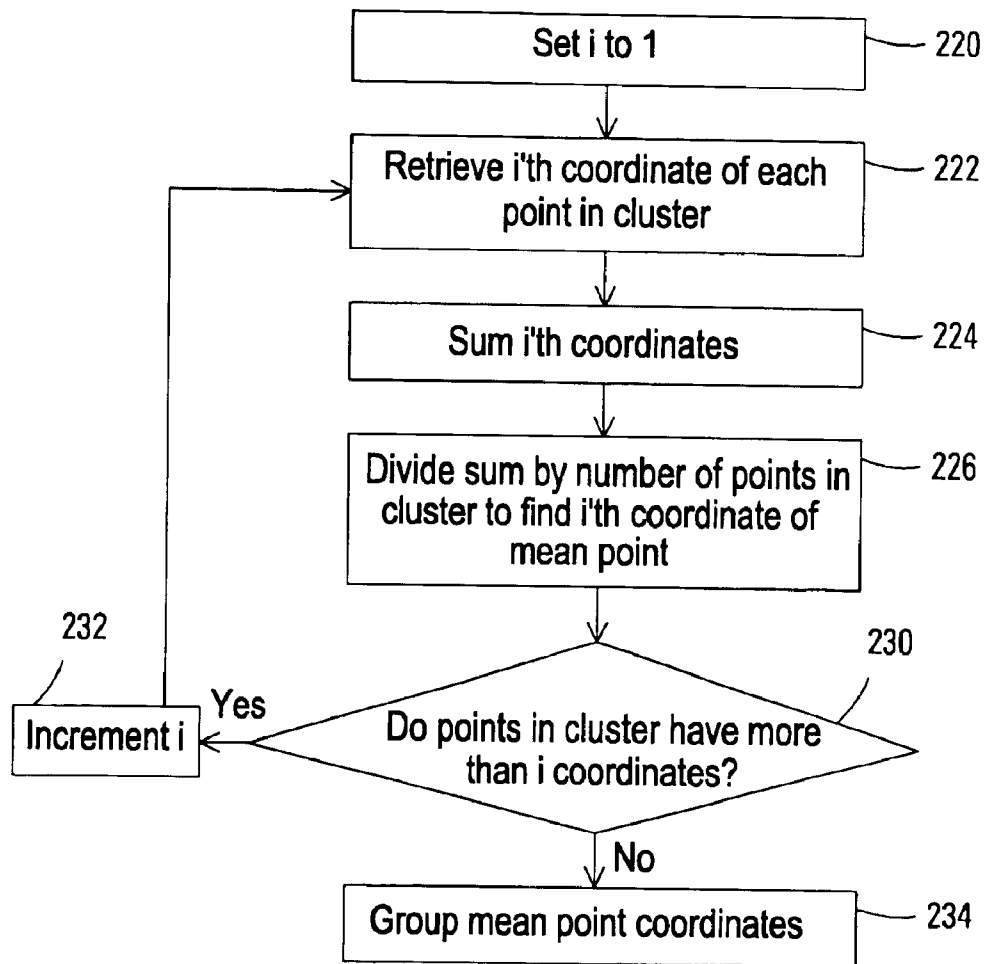 Set i to 1
220
Retrieve i'th coordinate of each
point in cluster
222
Sum i'th coordinates
224
Divide sum by number of points in
cluster to find i'th coordinate of
mean point
226
232
230
Increment i
Yes
Do points in cluster have more
than i coordinates?
No
Group mean point coordinates
234